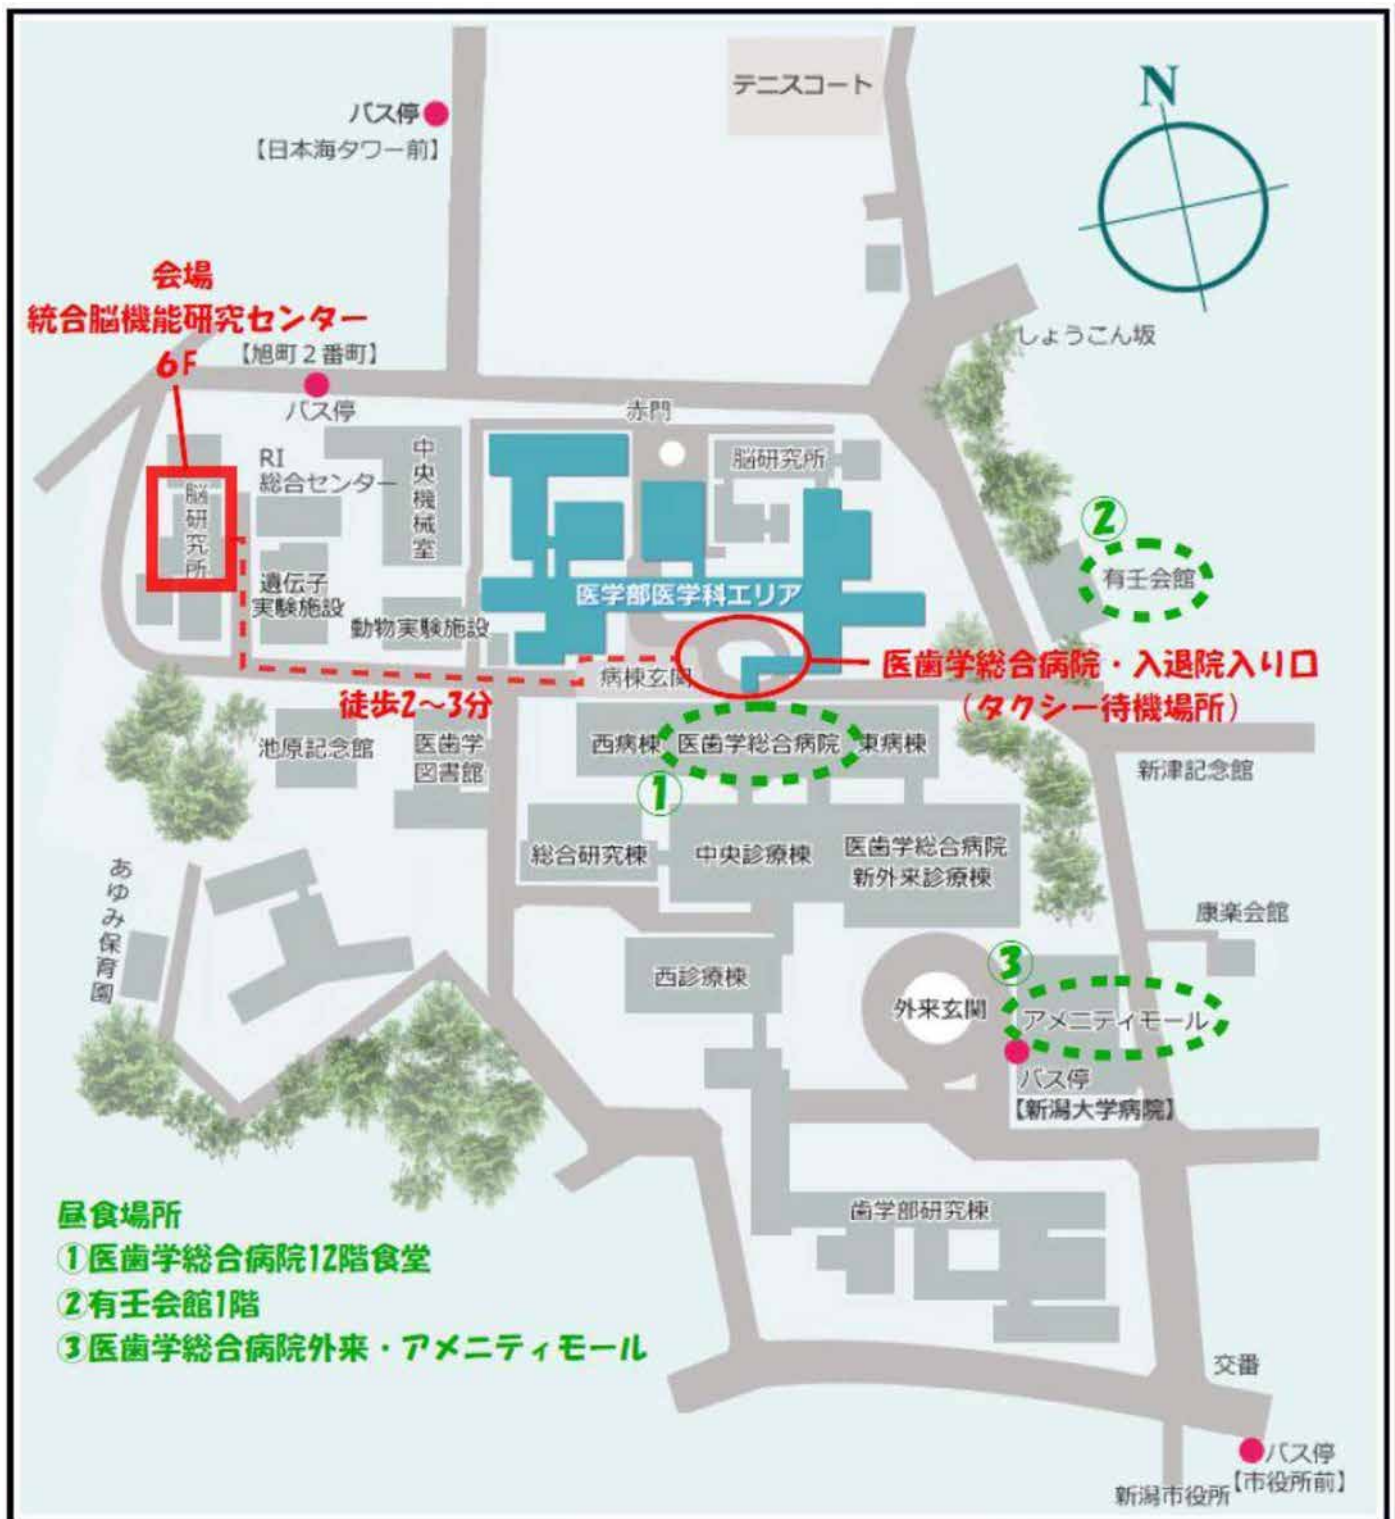 テニスコート
N
バス停
【日本海タワー前】
会場
統合脳機能研究センター
6F
【旭町２番町】
バス停
しょうこん坂
赤門
RI
総合センター
中央機械室
脳研究所
脳研究所
②
有壬会館
遺伝子
実験施設
動物実験施設
医学部医学科エリア
病棟玄関
医歯学総合病院・入退院入り口
（タクシー待機場所）
徒歩2〜3分
池原記念館
医歯学
図書館
西病棟
医歯学総合病院
東病棟
新津記念館
①
総合研究棟
中央診療棟
医歯学総合病院
新外来診療棟
あゆみ保育園
康楽会館
西診療棟
③
外来玄関
アメニティモール
バス停
【新潟大学病院】
歯学部研究棟
昼食場所
①医歯学総合病院12階食堂
②有壬会館1階
③医歯学総合病院外来・アメニティモール
交番
バス停
【市役所前】
新潟市役所